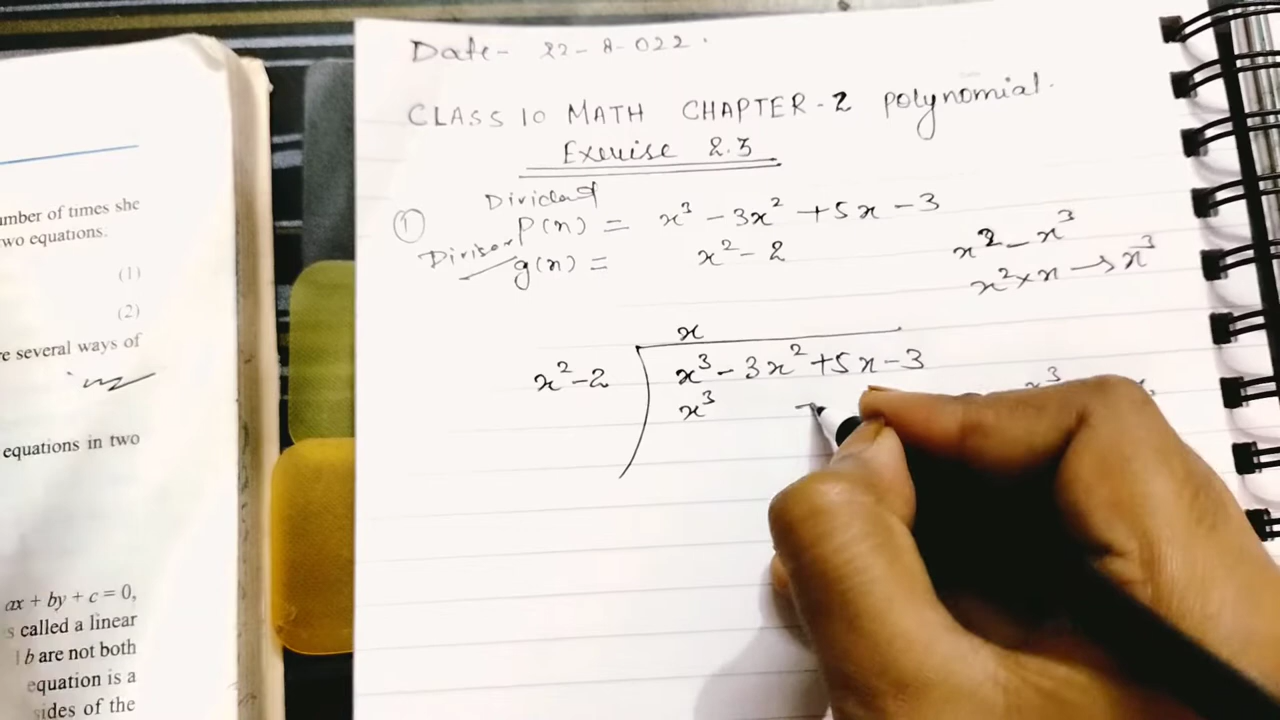 umber of times she
wo equations:
(1)
(2)
re several ways of
equations in two
ax + by + c = 0,
s called a linear
b are not both
equation is a
sides of the
Date- 22-8-022.
CLASS 10 MATH CHAPTER-2 polynomial.
Exercise 2.3
Dividend
① P(x) = x³ - 3x² + 5x - 3
Divisor g(x) = x² - 2
x² - x³
x² × x → x³
x
x² - 2 x³ - 3x² + 5x - 3
x³ -
x³